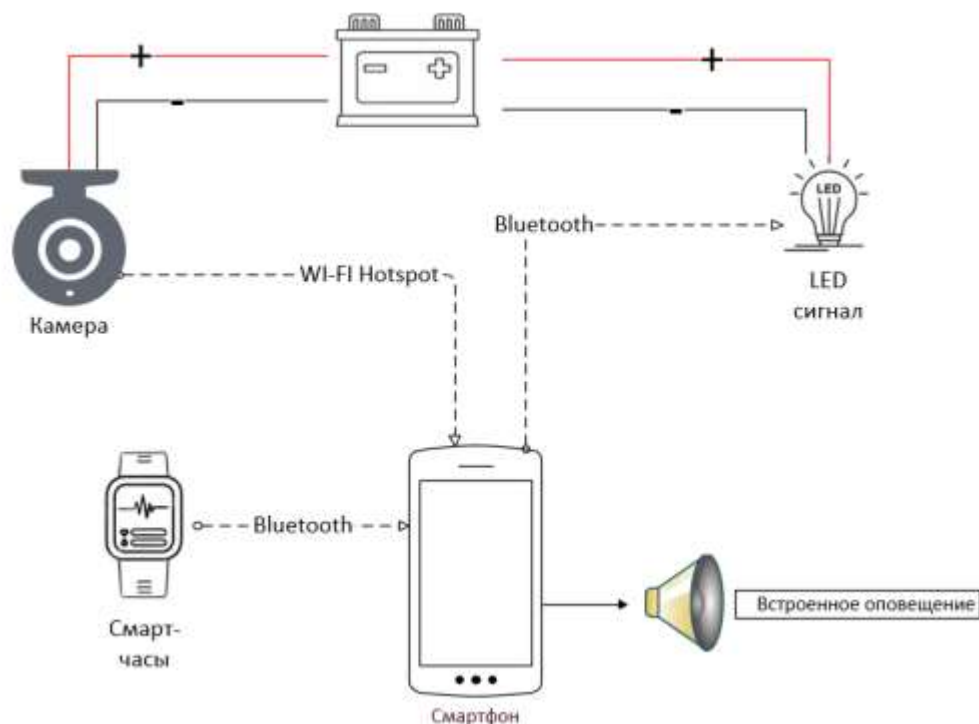 +
+
-
-
LED
Bluetooth
WI-FI Hotspot
LED
сигнал
Камера
Bluetooth
Встроенное оповещение
Смарт-
часы
Смартфон